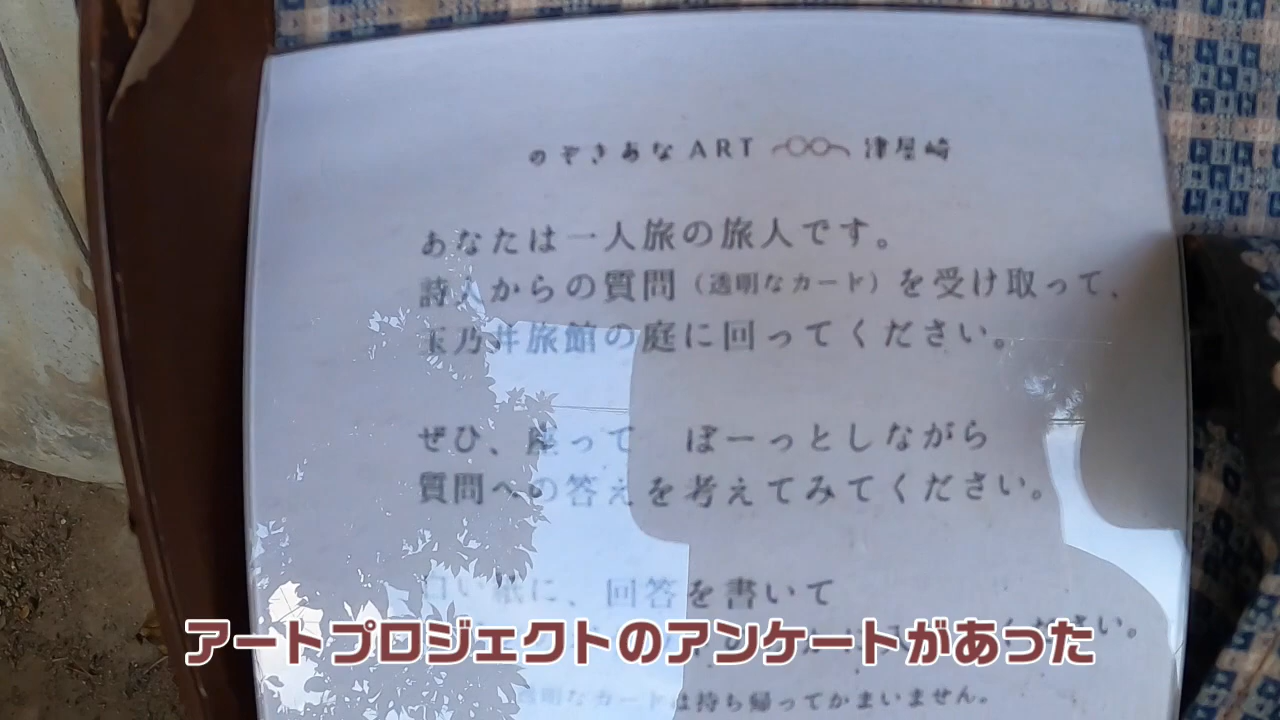 のぞきあなART 津屋崎
あなたは一人旅の旅人です。
詩人からの質問（透明なカード）を受け取って、
玉乃井旅館の庭に回ってください。
ぜひ、座って ぼーっとしながら
質問への答えを考えてみてください。
白い紙に、回答を書いて
ください。
アートプロジェクトのアンケートがあった
透明なカードは持ち帰ってかまいません。